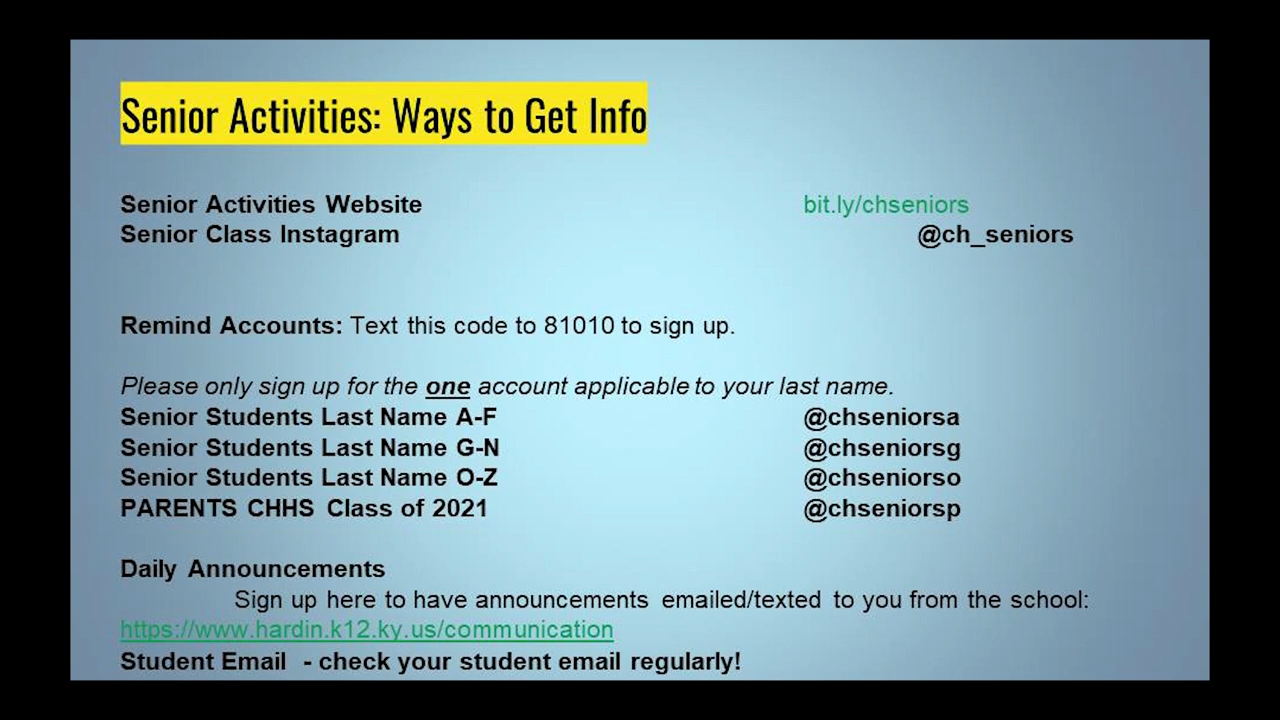 Senior Activities: Ways to Get Info
Senior Activities Website bit.ly/chseniors
Senior Class Instagram @ch_seniors
Remind Accounts: Text this code to 81010 to sign up.
Please only sign up for the one account applicable to your last name.
Senior Students Last Name A-F @chseniorsa
Senior Students Last Name G-N @chseniorsg
Senior Students Last Name O-Z @chseniorso
PARENTS CHHS Class of 2021 @chseniorsp
Daily Announcements
Sign up here to have announcements emailed/texted to you from the school:
https://www.hardin.k12.ky.us/communication
Student Email - check your student email regularly!